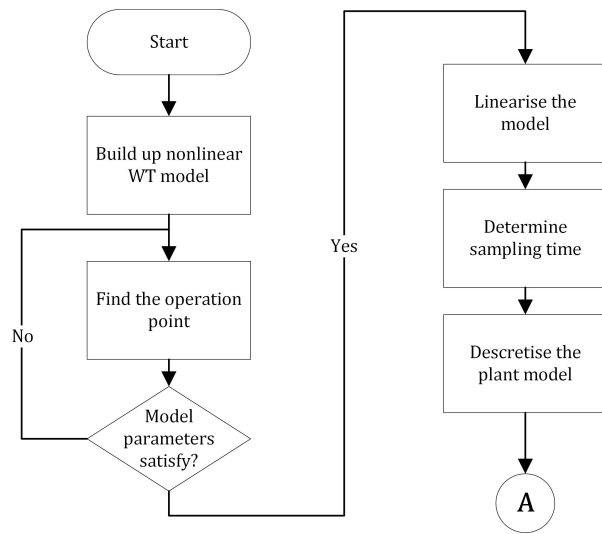 Start
Build up nonlinear
WT model
Find the operation
point
No
Model
parameters
satisfy?
Yes
Linearise the
model
Determine
sampling time
Descretise the
plant model
A